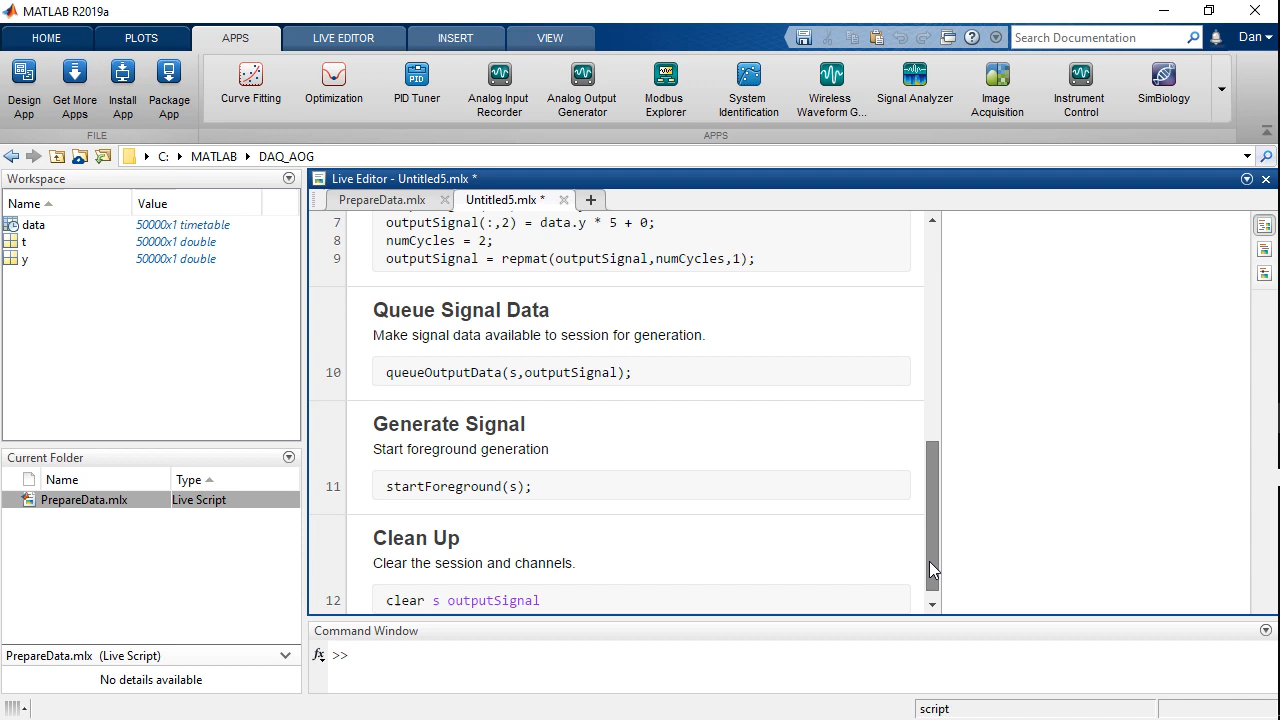 MATLAB R2019a
HOME PLOTS APPS LIVE EDITOR INSERT VIEW Search Documentation Dan
Design App Get More Apps Install App Package App Curve Fitting Optimization PID Tuner Analog Input Recorder Analog Output Generator Modbus Explorer System Identification Wireless Waveform G... Signal Analyzer Image Acquisition Instrument Control SimBiology
FILE APPS
C: MATLAB DAQ_AOG
Workspace
Name Value
data 50000x1 timetable
t 50000x1 double
y 50000x1 double
Current Folder
Name Type
PrepareData.mlx Live Script
PrepareData.mlx (Live Script)
No details available
Live Editor - Untitled5.mlx *
PrepareData.mlx Untitled5.mlx *
7 outputSignal(:,2) = data.y * 5 + 0;
8 numCycles = 2;
9 outputSignal = repmat(outputSignal,numCycles,1);
Queue Signal Data
Make signal data available to session for generation.
10 queueOutputData(s,outputSignal);
Generate Signal
Start foreground generation
11 startForeground(s);
Clean Up
Clear the session and channels.
12 clear s outputSignal
Command Window
fx >>
script